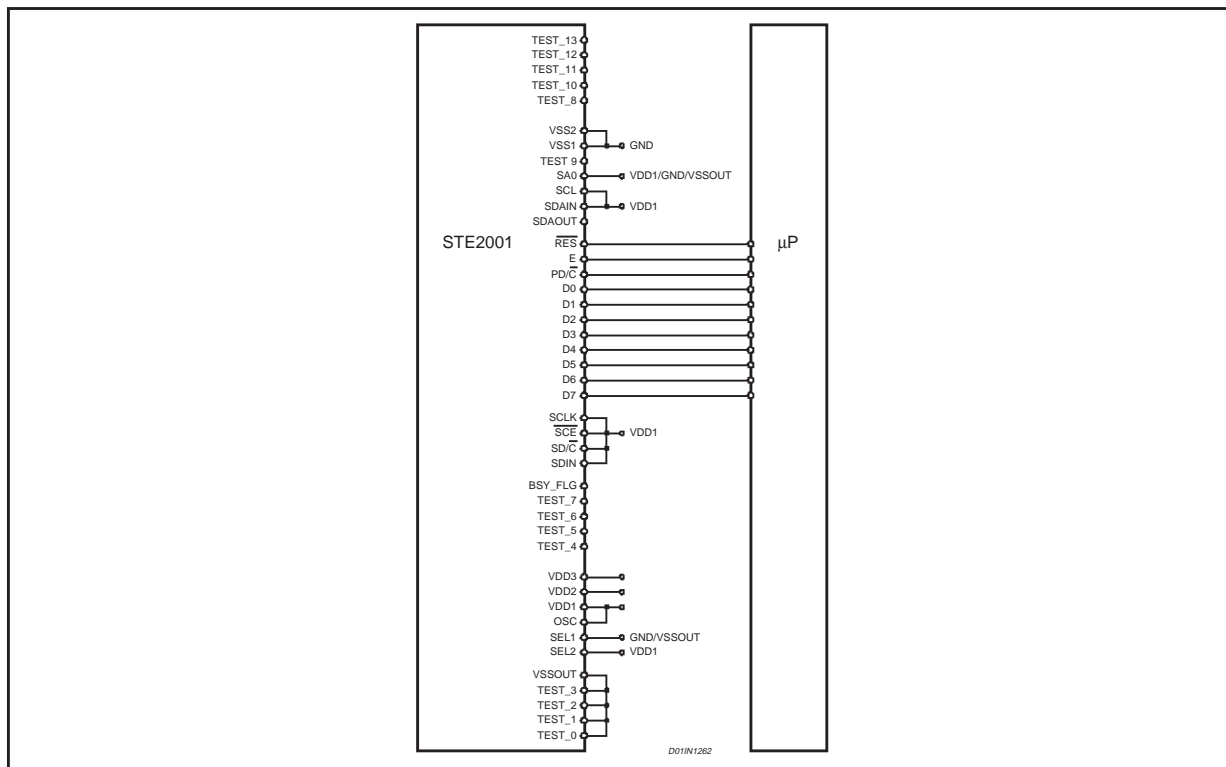 TEST_13
TEST_12
TEST_11
TEST_10
TEST_8
VSS2
VSS1 GND
TEST 9
SA0 VDD1/GND/VSSOUT
SCL
SDAIN VDD1
SDAOUT
STE2001 RES μP
E
PD/C
D0
D1
D2
D3
D4
D5
D6
D7
SCLK
SCE VDD1
SD/C
SDIN
BSY_FLG
TEST_7
TEST_6
TEST_5
TEST_4
VDD3
VDD2
VDD1
OSC
SEL1 GND/VSSOUT
SEL2 VDD1
VSSOUT
TEST_3
TEST_2
TEST_1
TEST_0
D01IN1262